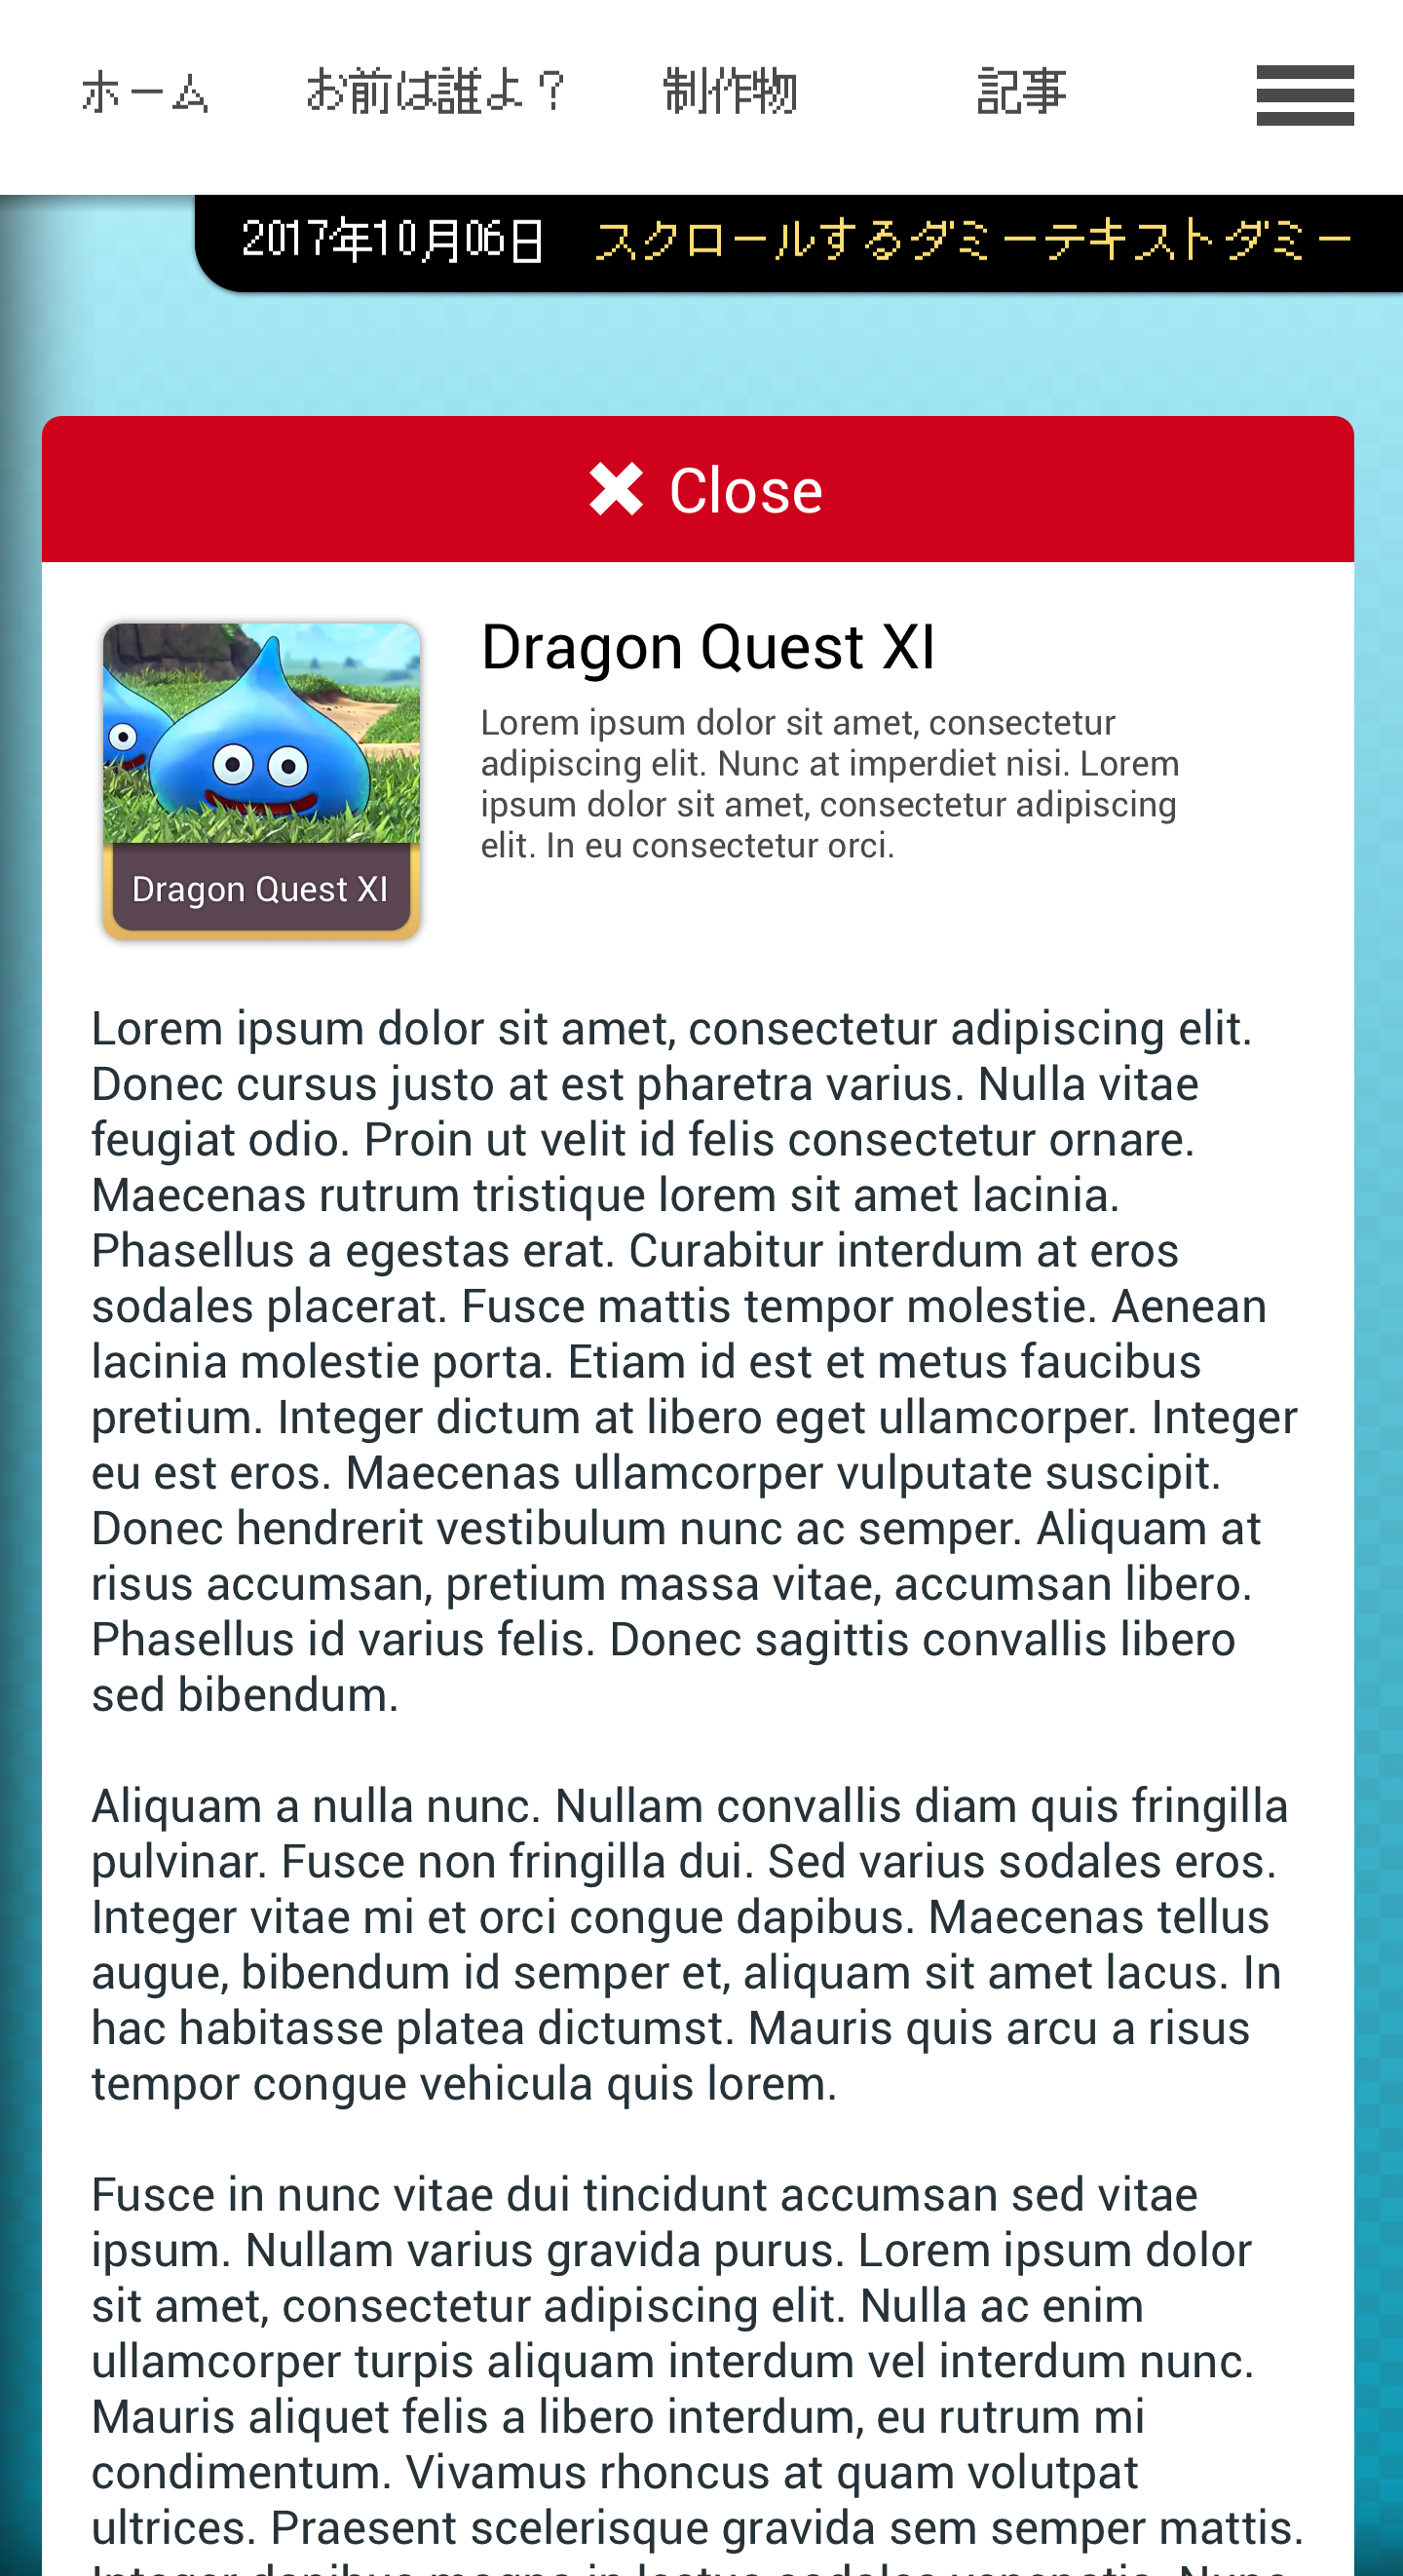 ホーム お前は誰よ？ 制作物 記事
2017年10月06日 スクロールするダミーテキストダミー
Close
Dragon Quest XI
Lorem ipsum dolor sit amet, consectetur
adipiscing elit. Nunc at imperdiet nisi. Lorem
ipsum dolor sit amet, consectetur adipiscing
elit. In eu consectetur orci.
Dragon Quest XI
Lorem ipsum dolor sit amet, consectetur adipiscing elit.
Donec cursus justo at est pharetra varius. Nulla vitae
feugiat odio. Proin ut velit id felis consectetur ornare.
Maecenas rutrum tristique lorem sit amet lacinia.
Phasellus a egestas erat. Curabitur interdum at eros
sodales placerat. Fusce mattis tempor molestie. Aenean
lacinia molestie porta. Etiam id est et metus faucibus
pretium. Integer dictum at libero eget ullamcorper. Integer
eu est eros. Maecenas ullamcorper vulputate suscipit.
Donec hendrerit vestibulum nunc ac semper. Aliquam at
risus accumsan, pretium massa vitae, accumsan libero.
Phasellus id varius felis. Donec sagittis convallis libero
sed bibendum.
Aliquam a nulla nunc. Nullam convallis diam quis fringilla
pulvinar. Fusce non fringilla dui. Sed varius sodales eros.
Integer vitae mi et orci congue dapibus. Maecenas tellus
augue, bibendum id semper et, aliquam sit amet lacus. In
hac habitasse platea dictumst. Mauris quis arcu a risus
tempor congue vehicula quis lorem.
Fusce in nunc vitae dui tincidunt accumsan sed vitae
ipsum. Nullam varius gravida purus. Lorem ipsum dolor
sit amet, consectetur adipiscing elit. Nulla ac enim
ullamcorper turpis aliquam interdum vel interdum nunc.
Mauris aliquet felis a libero interdum, eu rutrum mi
condimentum. Vivamus rhoncus at quam volutpat
ultrices. Praesent scelerisque gravida sem semper mattis.